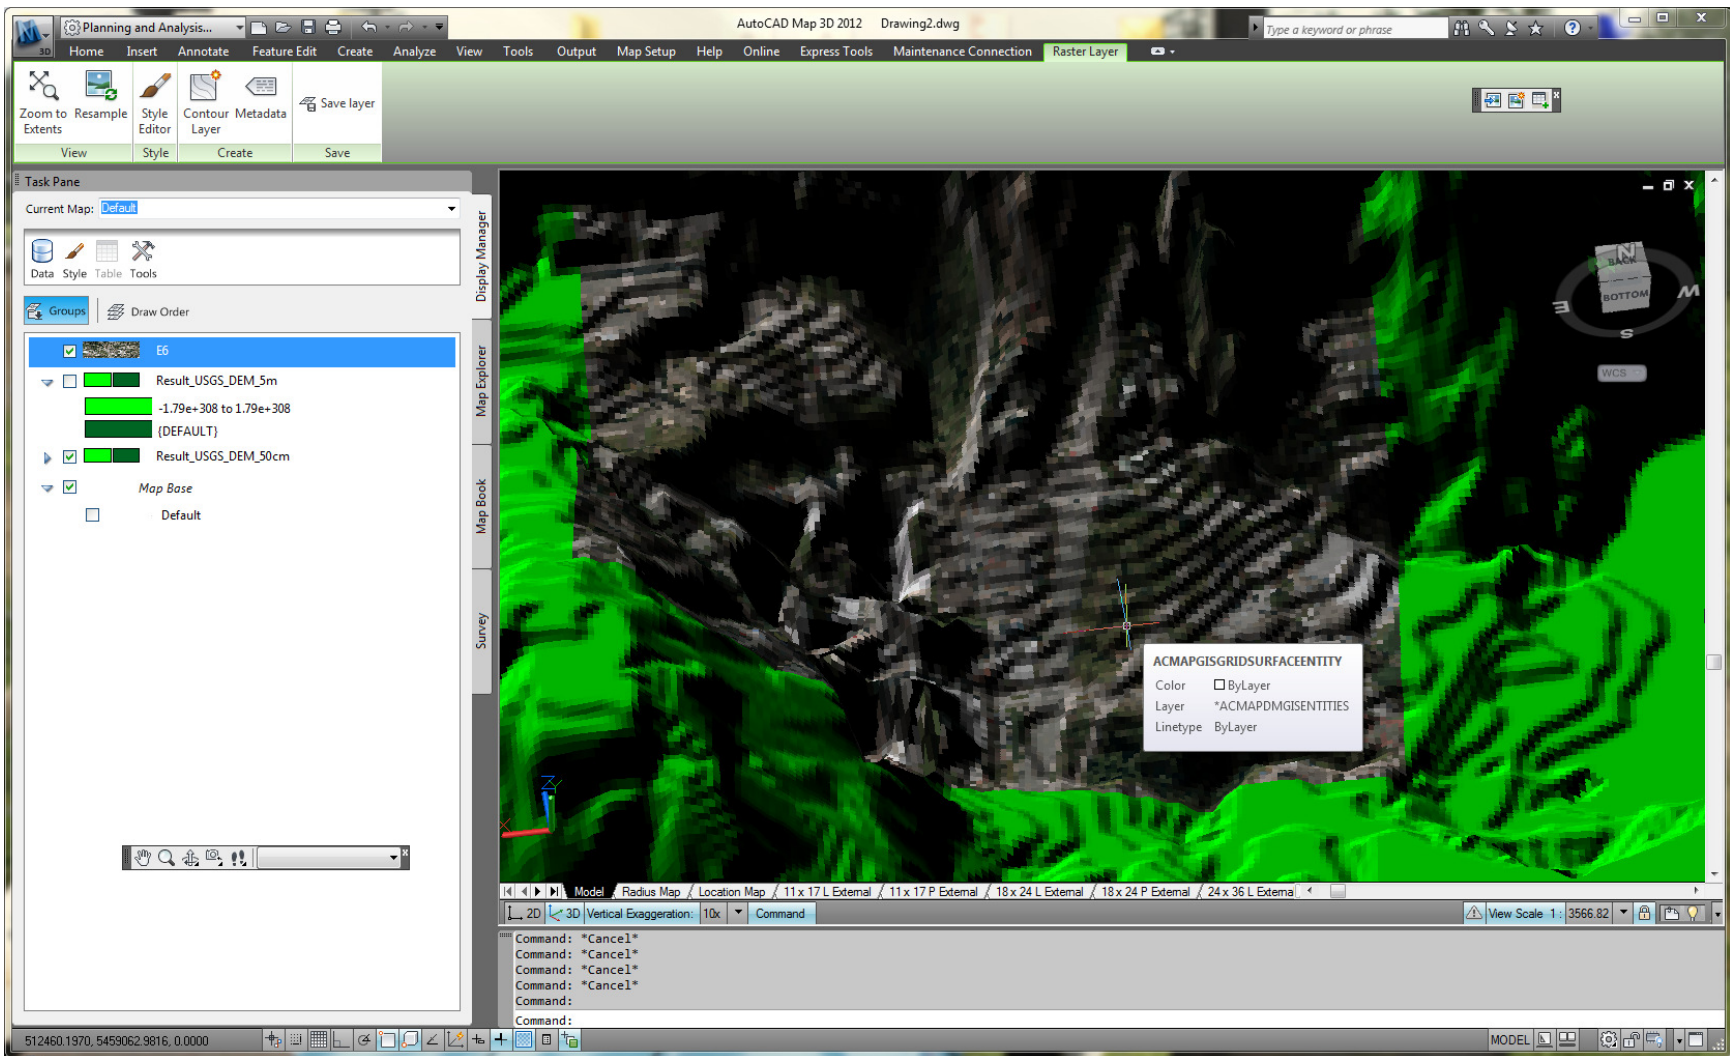 Planning and Analysis...
AutoCAD Map 3D 2012 Drawing2.dwg
Type a keyword or phrase
3D Home Insert Annotate Feature Edit Create Analyze View Tools Output Map Setup Help Online Express Tools Maintenance Connection Raster Layer
Zoom to Extents
Resample
Style Editor
Contour Layer
Metadata
Save layer
View Style Create Save
Task Pane
Current Map: Default
Data Style Table Tools
Groups Draw Order
E6
Result_USGS_DEM_5m
-1.79e+308 to 1.79e+308
{DEFAULT}
Result_USGS_DEM_50cm
Map Base
Default
Display Manager
Map Explorer
Map Book
Survey
N
BACK
BOTTOM
E
W
S
WCS
ACMAPGISGRIDSURFACEENTITY
Color ByLayer
Layer *ACMAPDMGISENTITIES
Linetype ByLayer
Z
X
Model Radius Map Location Map 11 x 17 L External 11 x 17 P External 18 x 24 L External 18 x 24 P External 24 x 36 L Externa
2D 3D Vertical Exaggeration: 10x Command
View Scale 1 : 3566.82
Command: *Cancel*
Command: *Cancel*
Command: *Cancel*
Command: *Cancel*
Command:
Command:
512460.1970, 5459062.9816, 0.0000
MODEL